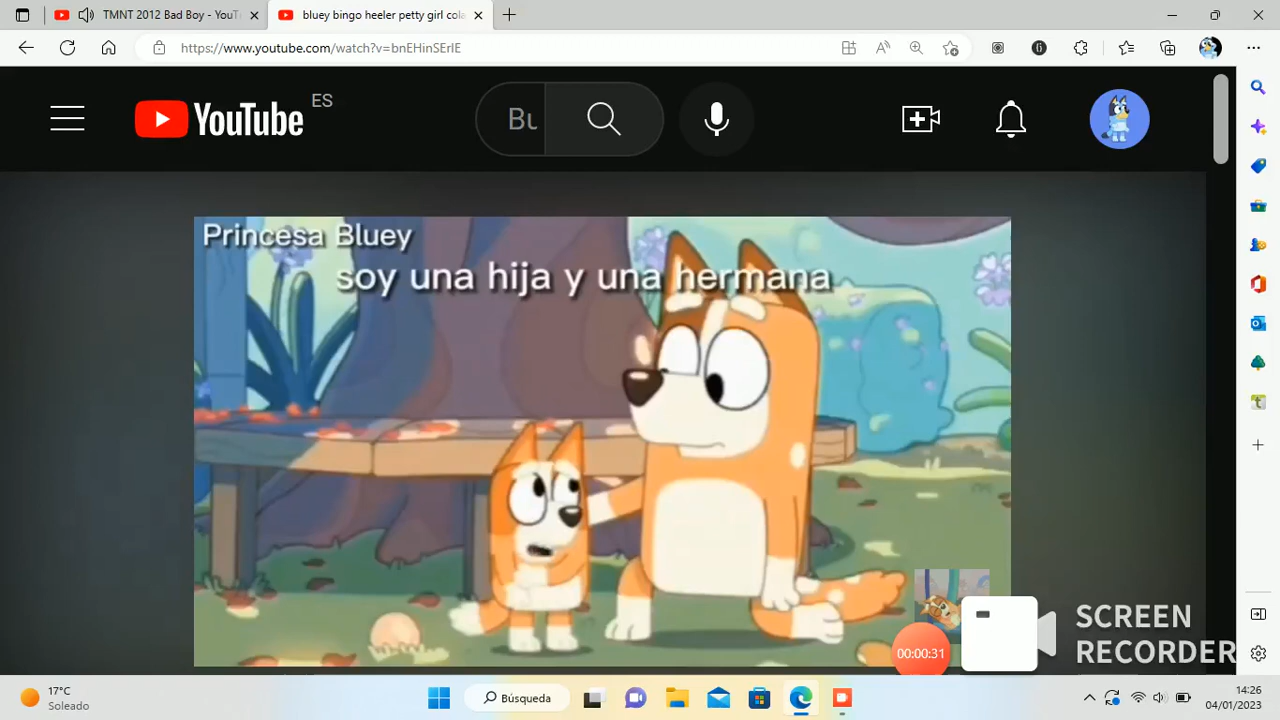 TMNT 2012 Bad Boy - YouT
bluey bingo heeler petty girl cola
https://www.youtube.com/watch?v=bnEHinSErlE
YouTube ES
Bu
Princesa Bluey
soy una hija y una hermana
00:00:31
SCREEN
RECORDER
17°C
Soleado
Búsqueda
14:26
04/01/2023